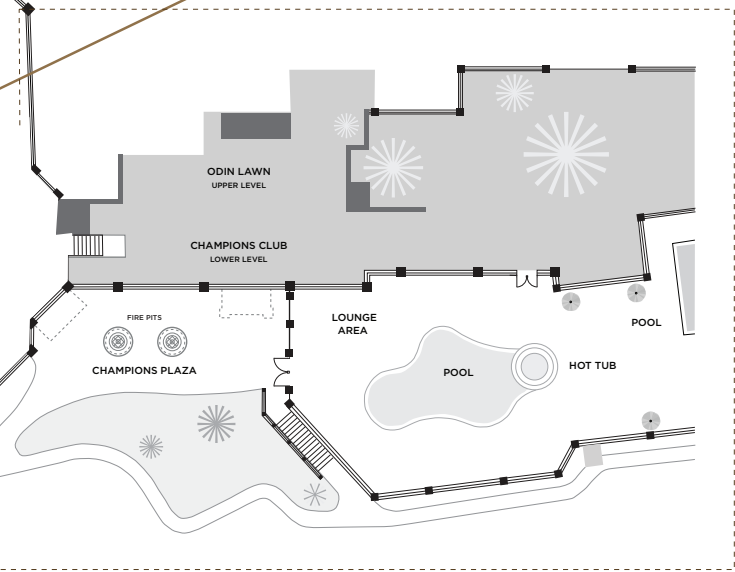 ODIN LAWN
UPPER LEVEL
CHAMPIONS CLUB
LOWER LEVEL
FIRE PITS
CHAMPIONS PLAZA
LOUNGE
AREA
POOL
HOT TUB
POOL